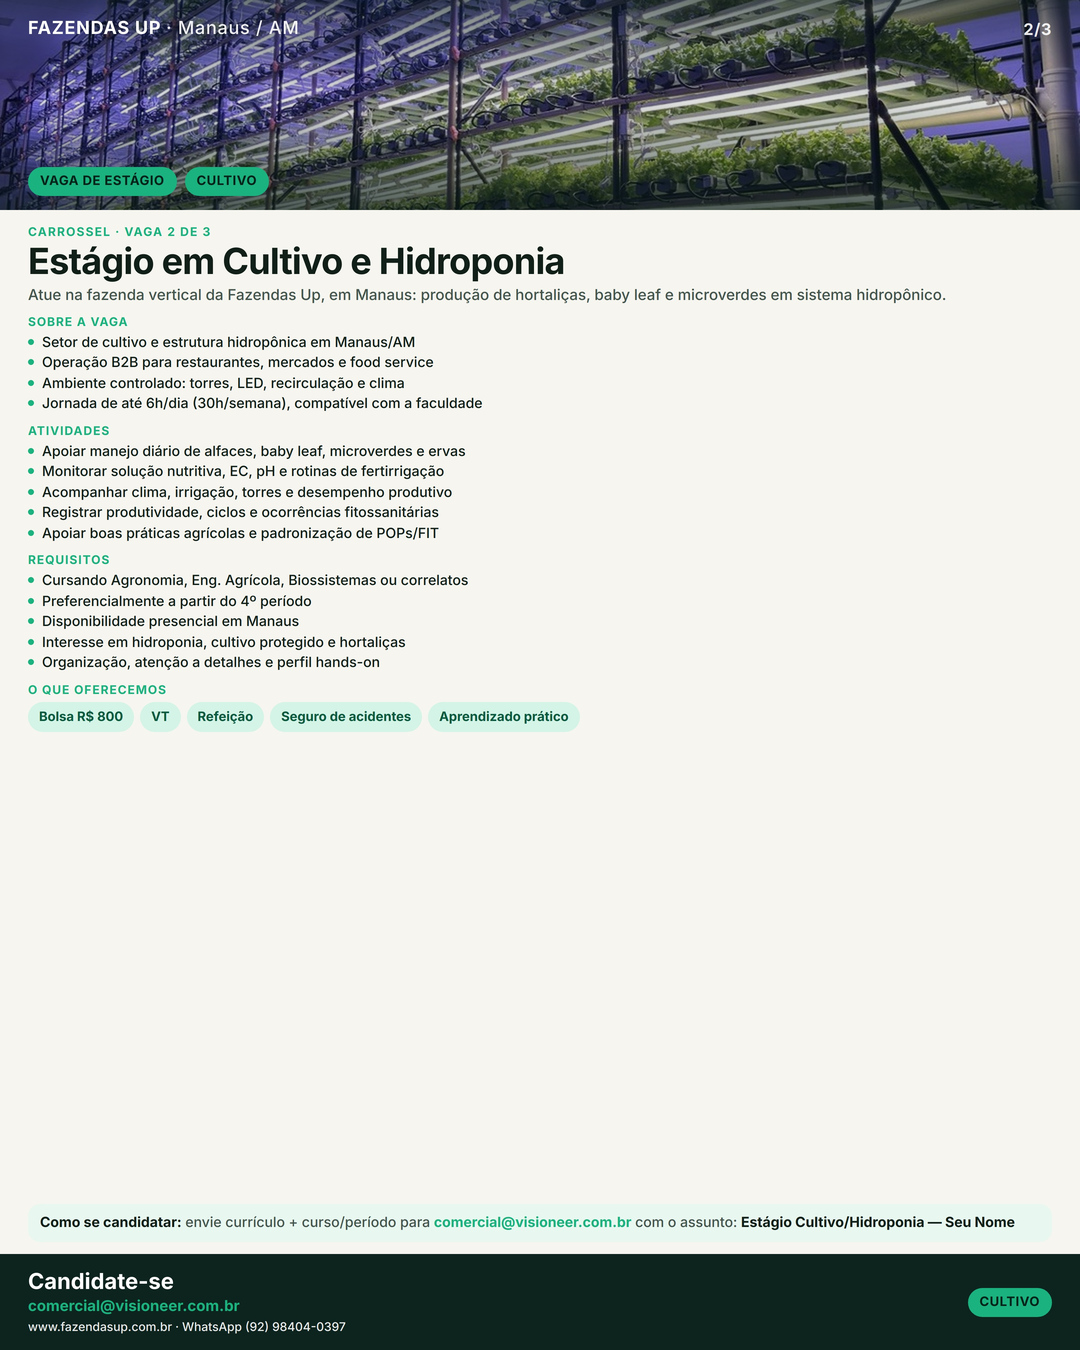 FAZENDAS UP · Manaus / AM
2/3
VAGA DE ESTÁGIO
CULTIVO
CARROSSEL · VAGA 2 DE 3
Estágio em Cultivo e Hidroponia
Atue na fazenda vertical da Fazendas Up, em Manaus: produção de hortaliças, baby leaf e microverdes em sistema hidropônico.
SOBRE A VAGA
Setor de cultivo e estrutura hidropônica em Manaus/AM
Operação B2B para restaurantes, mercados e food service
Ambiente controlado: torres, LED, recirculação e clima
Jornada de até 6h/dia (30h/semana), compatível com a faculdade
ATIVIDADES
Apoiar manejo diário de alfaces, baby leaf, microverdes e ervas
Monitorar solução nutritiva, EC, pH e rotinas de fertirrigação
Acompanhar clima, irrigação, torres e desempenho produtivo
Registrar produtividade, ciclos e ocorrências fitossanitárias
Apoiar boas práticas agrícolas e padronização de POPs/FIT
REQUISITOS
Cursando Agronomia, Eng. Agrícola, Biossistemas ou correlatos
Preferencialmente a partir do 4º período
Disponibilidade presencial em Manaus
Interesse em hidroponia, cultivo protegido e hortaliças
Organização, atenção a detalhes e perfil hands-on
O QUE OFERECEMOS
Bolsa R$ 800
VT
Refeição
Seguro de acidentes
Aprendizado prático
Como se candidatar: envie currículo + curso/período para comercial@visioneer.com.br com o assunto: Estágio Cultivo/Hidroponia — Seu Nome
Candidate-se
comercial@visioneer.com.br
www.fazendasup.com.br · WhatsApp (92) 98404-0397
CULTIVO